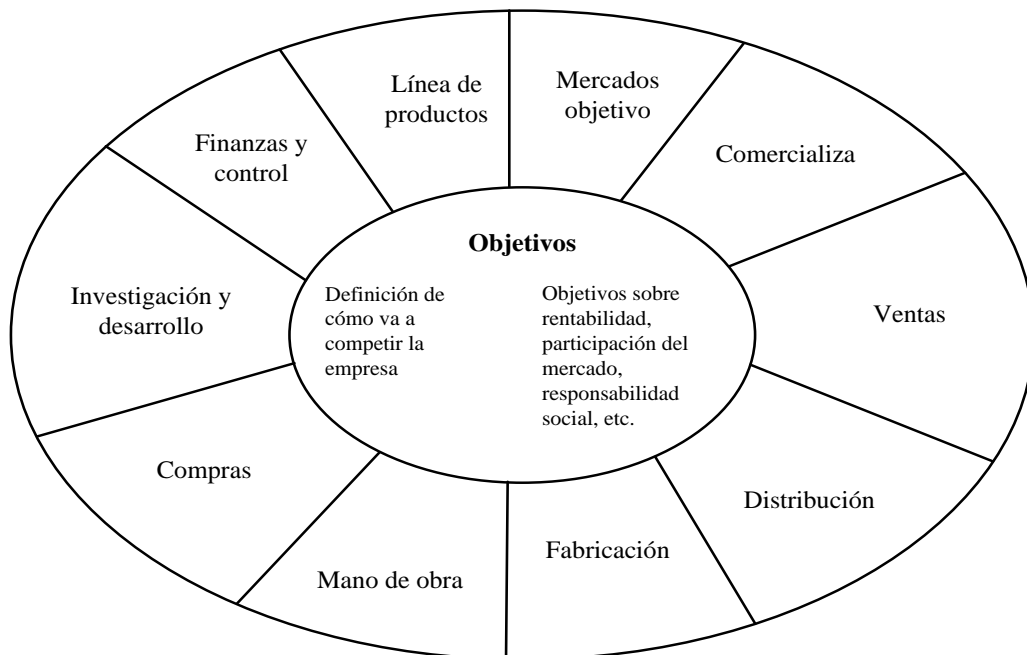 Línea de
productos
Mercados
objetivo
Finanzas y
control
Comercializa
Objetivos
Definición de
cómo va a
competir la
empresa
Objetivos sobre
rentabilidad,
participación del
mercado,
responsabilidad
social, etc.
Investigación y
desarrollo
Ventas
Compras
Distribución
Mano de obra
Fabricación